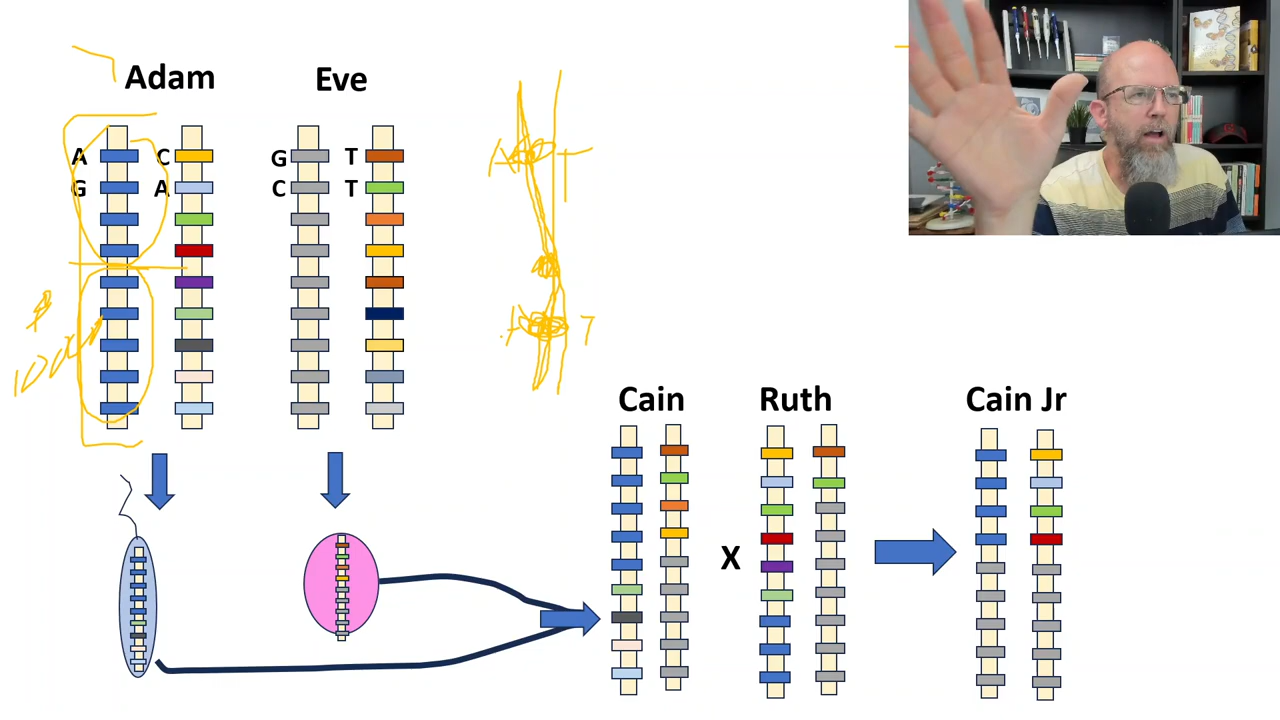 Adam Eve
A C G T
G A C T
A T
A T
Cain Ruth Cain Jr
X